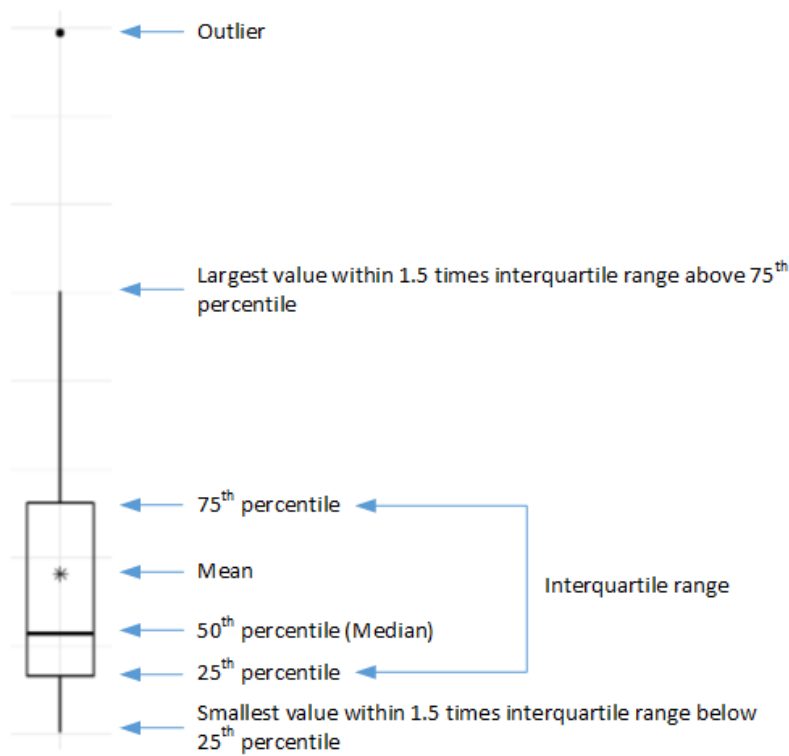 Outlier
Largest value within 1.5 times interquartile range above 75th
percentile
75th percentile
Mean
Interquartile range
50th percentile (Median)
25th percentile
Smallest value within 1.5 times interquartile range below
25th percentile